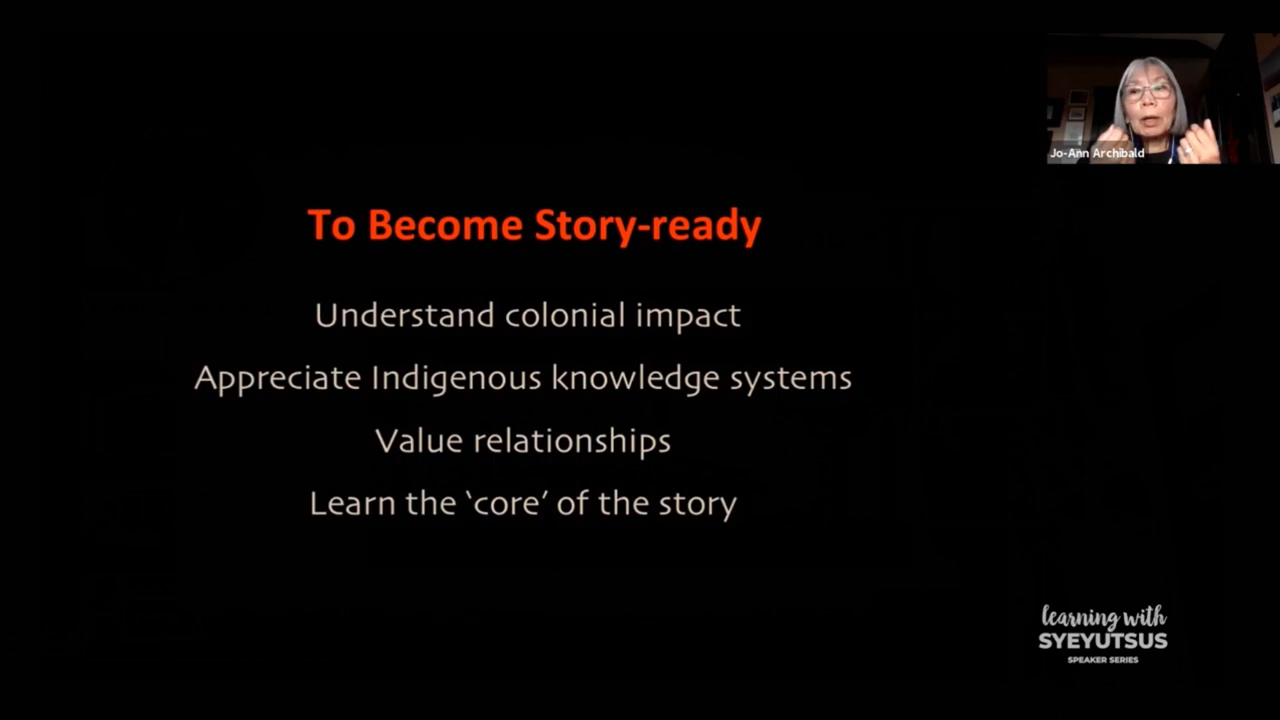 Jo-Ann Archibald
To Become Story-ready
Understand colonial impact
Appreciate Indigenous knowledge systems
Value relationships
Learn the ‘core’ of the story
learning with
SYEYUTSUS
SPEAKER SERIES